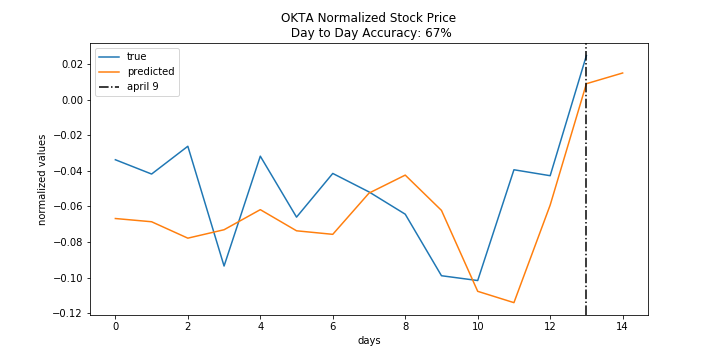 OKTA Normalized Stock Price
Day to Day Accuracy: 67%
true
predicted
april 9
normalized values
0.02
0.00
−0.02
−0.04
−0.06
−0.08
−0.10
−0.12
0 2 4 6 8 10 12 14
days